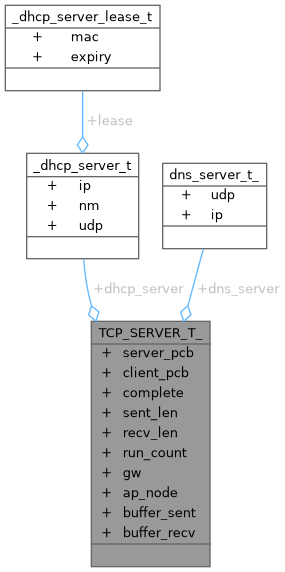 _dhcp_server_lease_t
+ mac
+ expiry
+lease
_dhcp_server_t
+ ip
+ nm
+ udp
dns_server_t_
+ udp
+ ip
+dhcp_server
+dns_server
TCP_SERVER_T_
+ server_pcb
+ client_pcb
+ complete
+ sent_len
+ recv_len
+ run_count
+ gw
+ ap_node
+ buffer_sent
+ buffer_recv